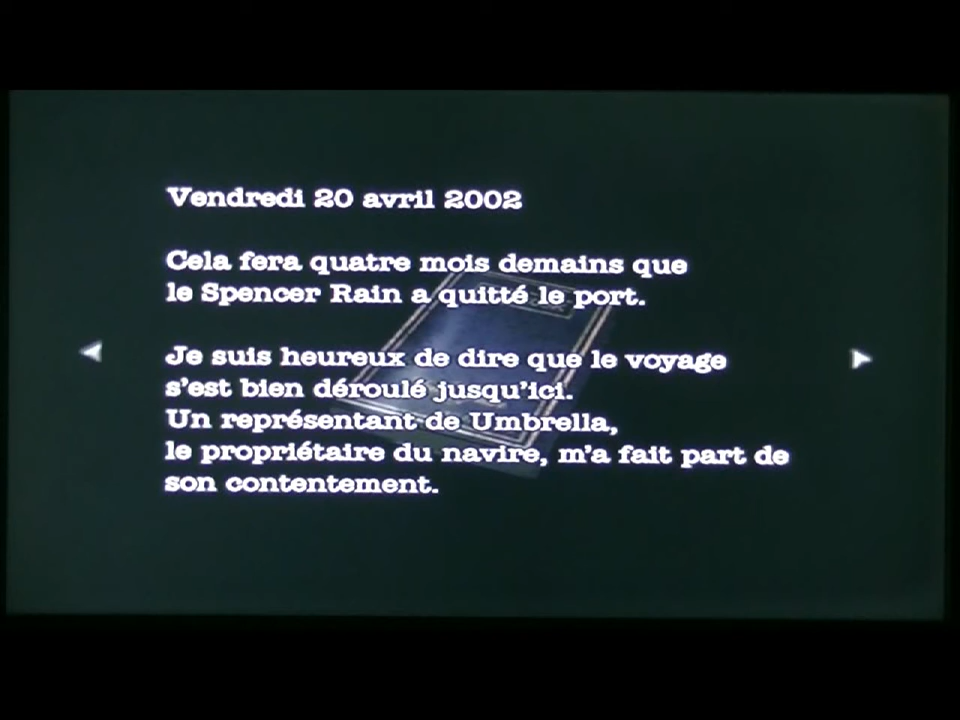 Vendredi 20 avril 2002
Cela fera quatre mois demains que
le Spencer Rain a quitté le port.
Je suis heureux de dire que le voyage
s'est bien déroulé jusqu'ici.
Un représentant de Umbrella,
le propriétaire du navire, m'a fait part de
son contentement.